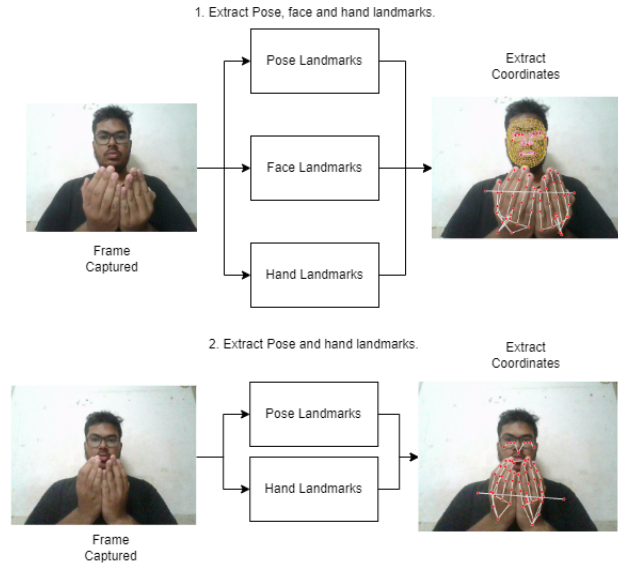 1. Extract Pose, face and hand landmarks.
Pose Landmarks
Extract
Coordinates
Face Landmarks
Frame
Captured
Hand Landmarks
2. Extract Pose and hand landmarks.
Extract
Coordinates
Pose Landmarks
Hand Landmarks
Frame
Captured